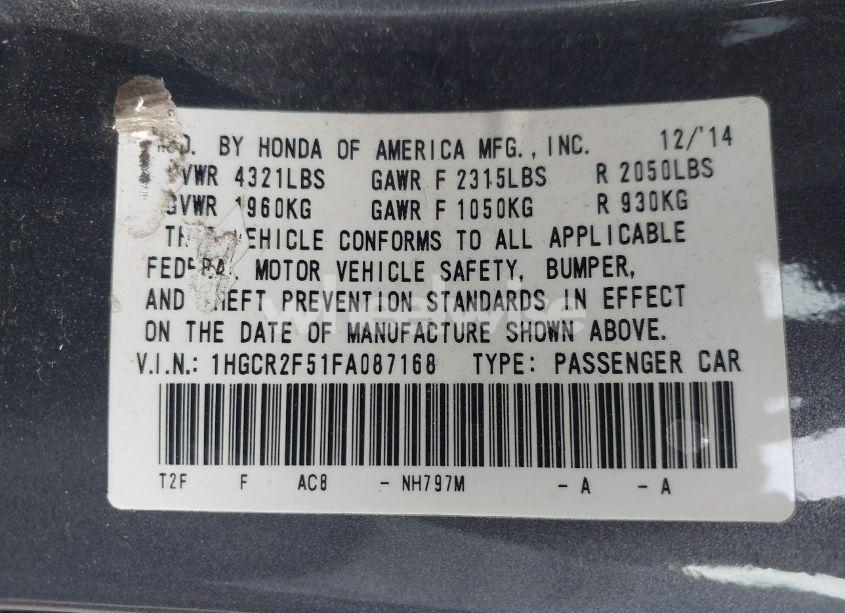 BY HONDA OF AMERICA MFG., INC. 12/'14
GVWR 4321LBS GAWR F 2315LBS R 2050LBS
GVWR 1960KG GAWR F 1050KG R 930KG
VEHICLE CONFORMS TO ALL APPLICABLE
MOTOR VEHICLE SAFETY, BUMPER,
AND PREVENTION STANDARDS IN EFFECT
ON THE DATE OF MANUFACTURE SHOWN ABOVE.
V.I.N.: 1HGCR2F51FA087168 TYPE: PASSENGER CAR
T2F F AC8 - NH797M - A - A